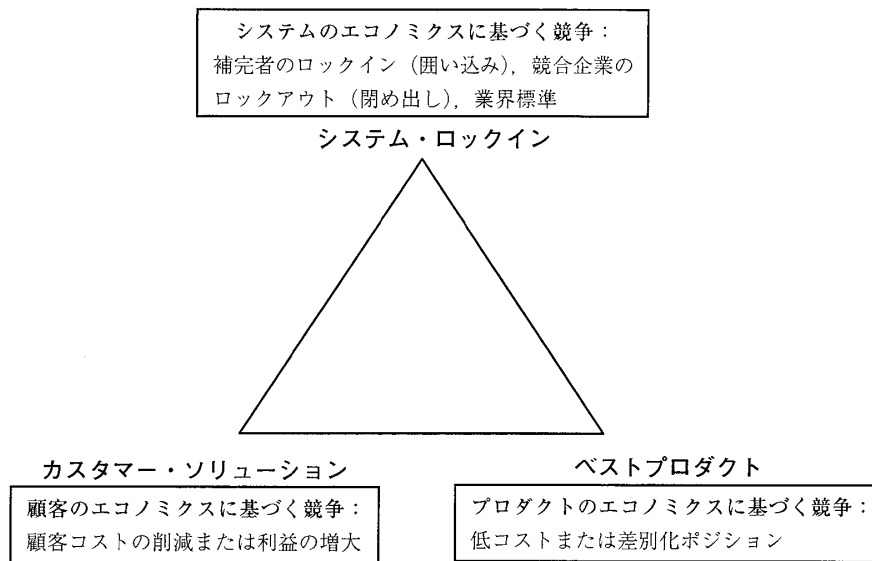 システムのエコノミクスに基づく競争：
補完者のロックイン（囲い込み），競合企業の
ロックアウト（閉め出し），業界標準
システム・ロックイン
カスタマー・ソリューション
顧客のエコノミクスに基づく競争：
顧客コストの削減または利益の増大
ベストプロダクト
プロダクトのエコノミクスに基づく競争：
低コストまたは差別化ポジション